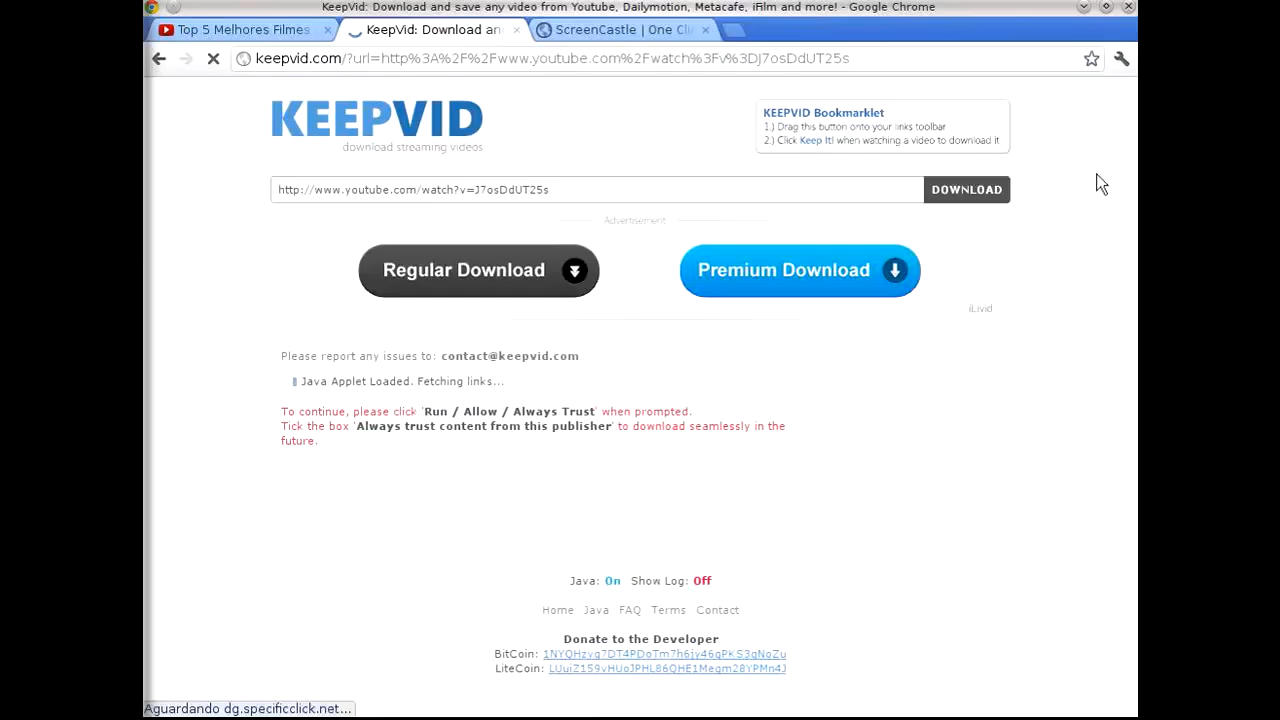 KeepVid: Download and save any video from Youtube, Dailymotion, Metacafe, iFilm and more! - Google Chrome
Top 5 Melhores Filmes
KeepVid: Download an
ScreenCastle | One Cli
keepvid.com/?url=http%3A%2F%2Fwww.youtube.com%2Fwatch%3Fv%3DJ7osDdUT25s
KEEPVID
download streaming videos
KEEPVID Bookmarklet
1.) Drag this button onto your links toolbar
2.) Click Keep It! when watching a video to download it
http://www.youtube.com/watch?v=J7osDdUT25s
DOWNLOAD
Advertisement
Regular Download
Premium Download
iLivid
Please report any issues to: contact@keepvid.com
Java Applet Loaded. Fetching links...
To continue, please click 'Run / Allow / Always Trust' when prompted.
Tick the box 'Always trust content from this publisher' to download seamlessly in the
future.
Java: On Show Log: Off
Home Java FAQ Terms Contact
Donate to the Developer
BitCoin:
LiteCoin:
Aguardando dg.specificclick.net...